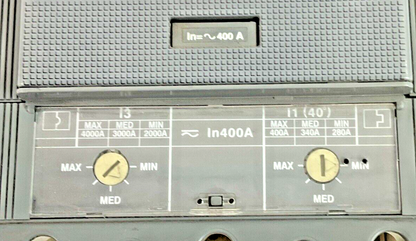 In=~400 A
I3
MAX MED MIN
4000A 3000A 2000A
In400A
I1 (40°)
MAX MED MIN
400A 340A 280A
MAX MIN
MED
MAX MIN
MED